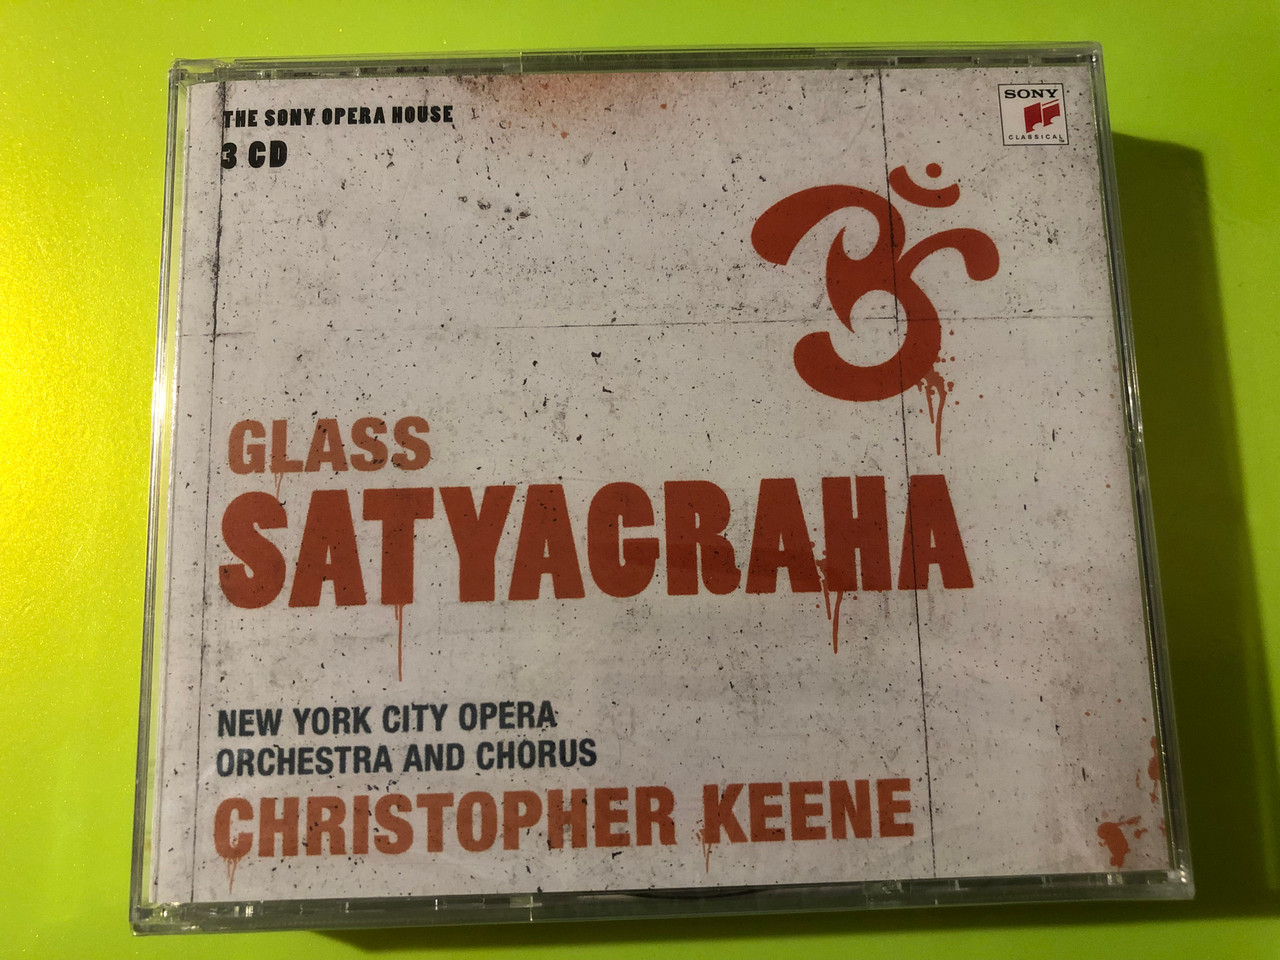 THE SONY OPERA HOUSE
3 CD
SONY
CLASSICAL
ॐ
GLASS
SATYAGRAHA
NEW YORK CITY OPERA
ORCHESTRA AND CHORUS
CHRISTOPHER KEENE